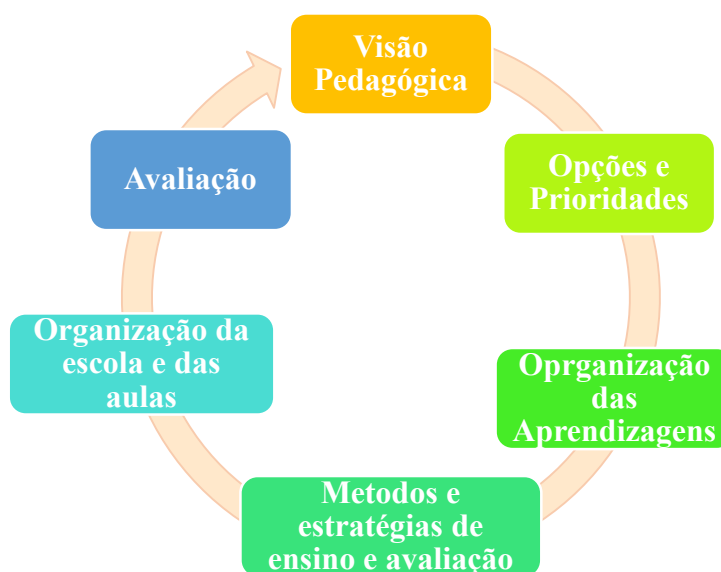 Visão
Pedagógica
Opções e
Prioridades
Oprganização
das
Aprendizagens
Metodos e
estratégias de
ensino e avaliação
Organização da
escola e das
aulas
Avaliação